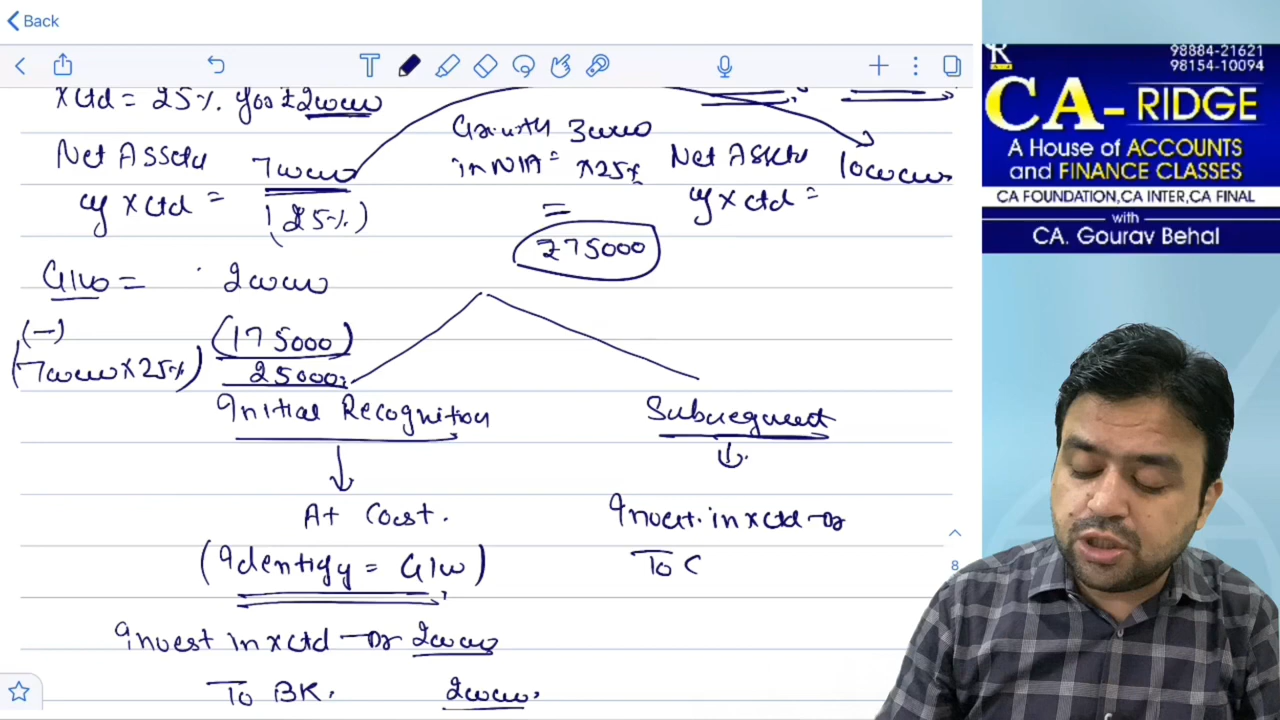 Back
X Ltd = 25%. for ₹ 200000
Growth 300000
in N/A = x 25%
=
₹75000
Net Assets
of X Ltd =
700000
(25%)
Net Assets
of X Ltd =
1000000
G/w = 200000
(-)
(700000 x 25%) (175000)
25000
Initial Recognition
At Cost.
(Identify = G/w)
Invest in X Ltd - Dr 200000
To BK. 200000
Subsequent
Invest. in X Ltd - Dr
To C
8
98884-21621
98154-10094
CA- RIDGE
A House of ACCOUNTS
and FINANCE CLASSES
CA FOUNDATION,CA INTER,CA FINAL
with
CA. Gourav Behal